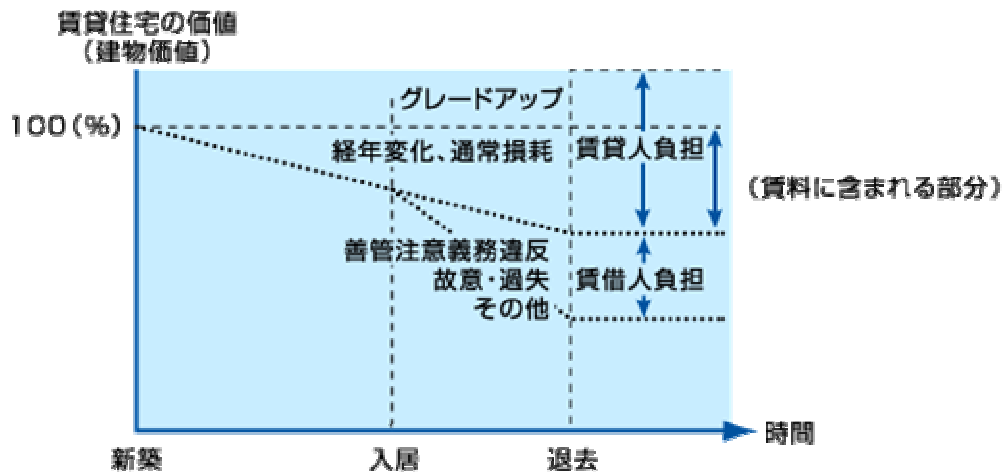 賃貸住宅の価値
（建物価値）
100（%）
グレードアップ
経年変化、通常損耗
賃貸人負担
（賃料に含まれる部分）
善管注意義務違反
故意・過失
その他
賃借人負担
時間
新築
入居
退去